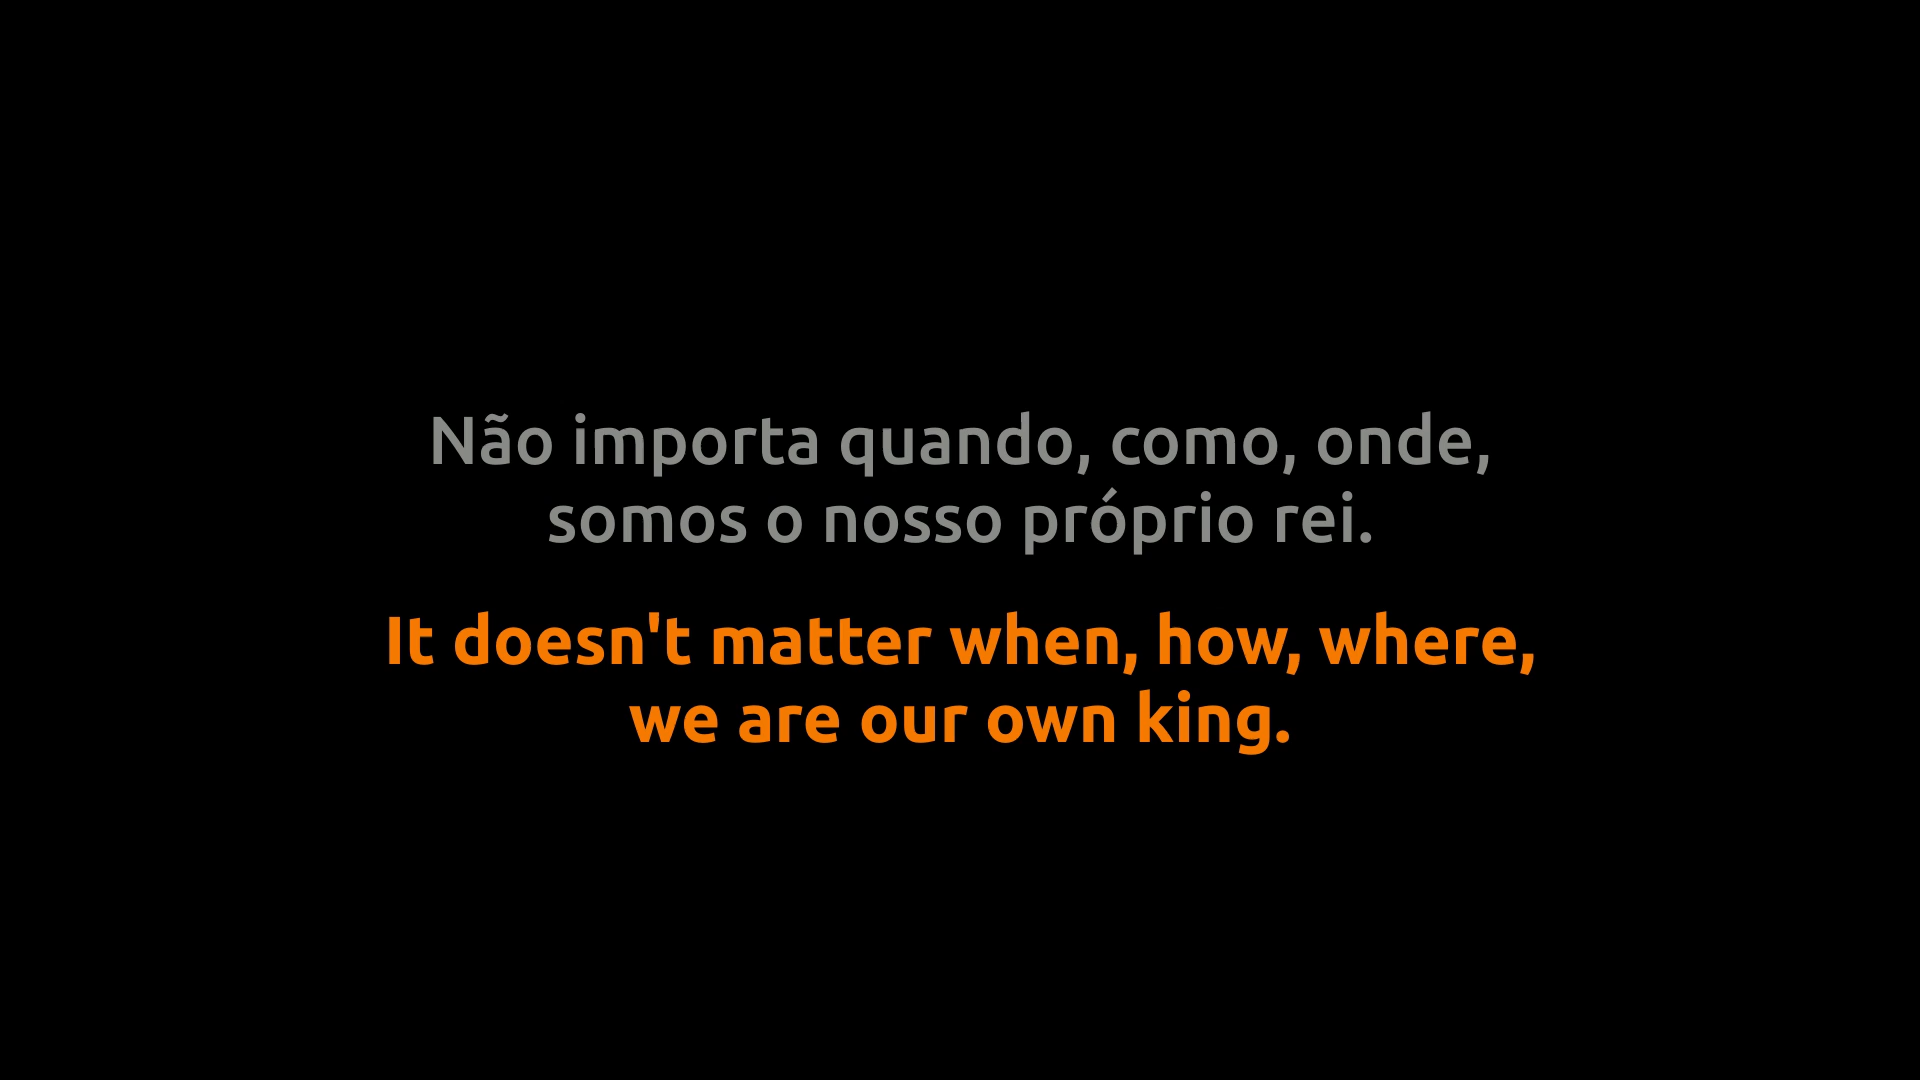 Não importa quando, como, onde,
somos o nosso próprio rei.
It doesn't matter when, how, where,
we are our own king.